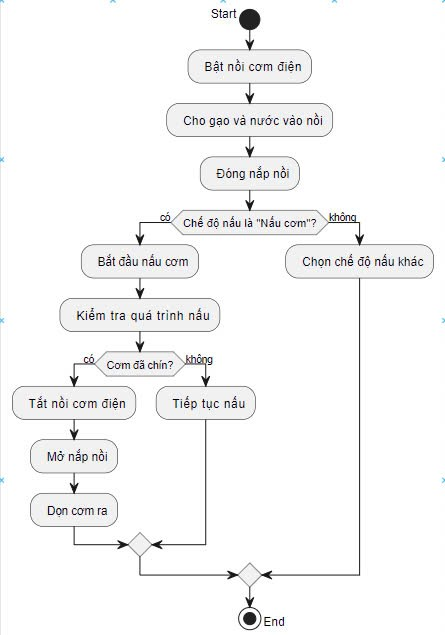 Start
Bật nồi cơm điện
Cho gạo và nước vào nồi
Đóng nắp nồi
Chế độ nấu là "Nấu cơm"?
có
không
Bắt đầu nấu cơm
Chọn chế độ nấu khác
Kiểm tra quá trình nấu
Cơm đã chín?
có
không
Tắt nồi cơm điện
Tiếp tục nấu
Mở nắp nồi
Dọn cơm ra
End